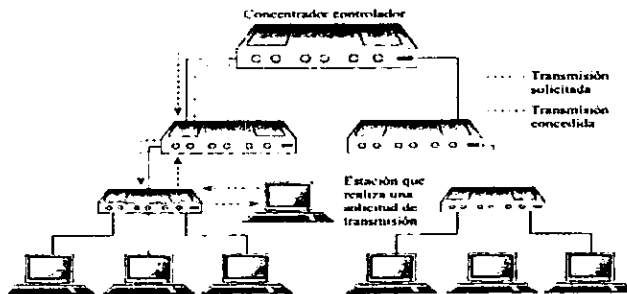 Concentrador controlador
Transmisión
solicitada
Transmisión
concedida
Estación que
realiza una
solicitud de
transmisión